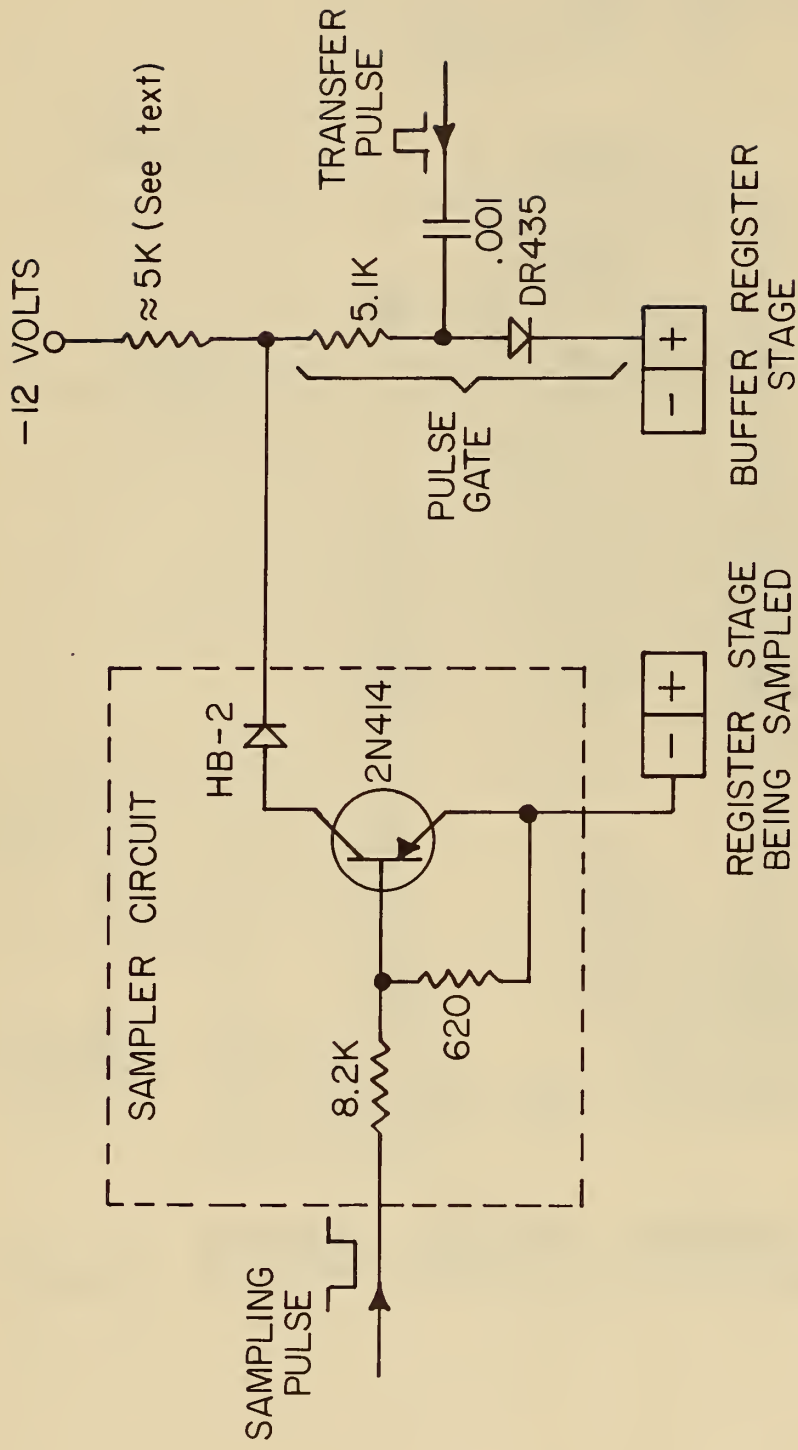 -12 VOLTS
≈ 5K (See text)
TRANSFER
PULSE
.001
5.1K
DR435
PULSE
GATE
- +
BUFFER REGISTER
STAGE
SAMPLER CIRCUIT
HB-2
2N414
8.2K
620
SAMPLING
PULSE
- +
REGISTER STAGE
BEING SAMPLED